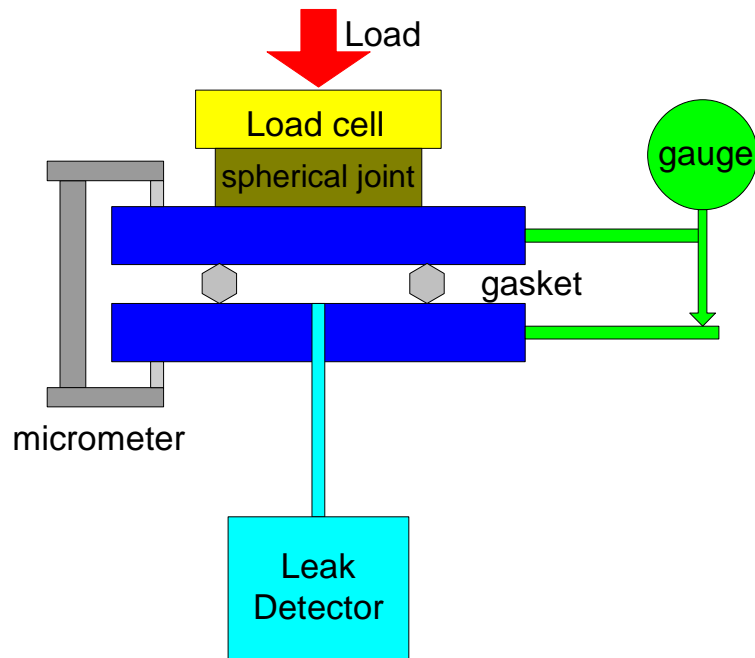 Load
Load cell
gauge
spherical joint
gasket
micrometer
Leak
Detector